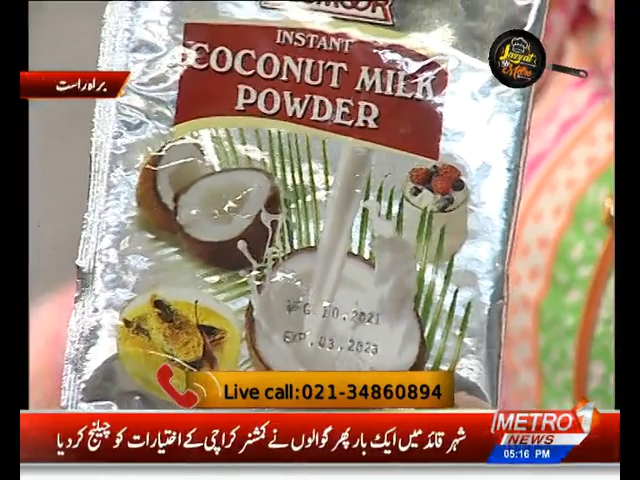 INSTANT
COCONUT MILK
POWDER
براہ راست
MFG.10.2021
EXP.03.2023
Live call:021-34860894
شہر قائد میں ایک بار پھر گوالوں نے کمشنر کراچی کے اختیارات کو چیلنج کر دیا
METRO 1
NEWS
05:16 PM